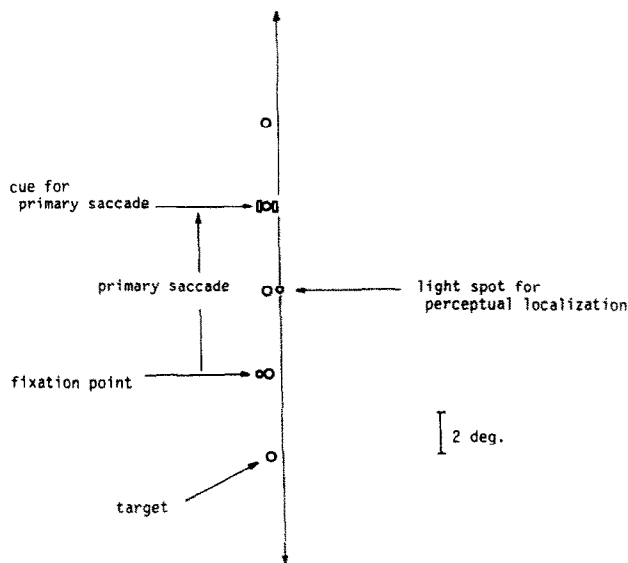 cue for
primary saccade
primary saccade
light spot for
perceptual localization
fixation point
2 deg.
target